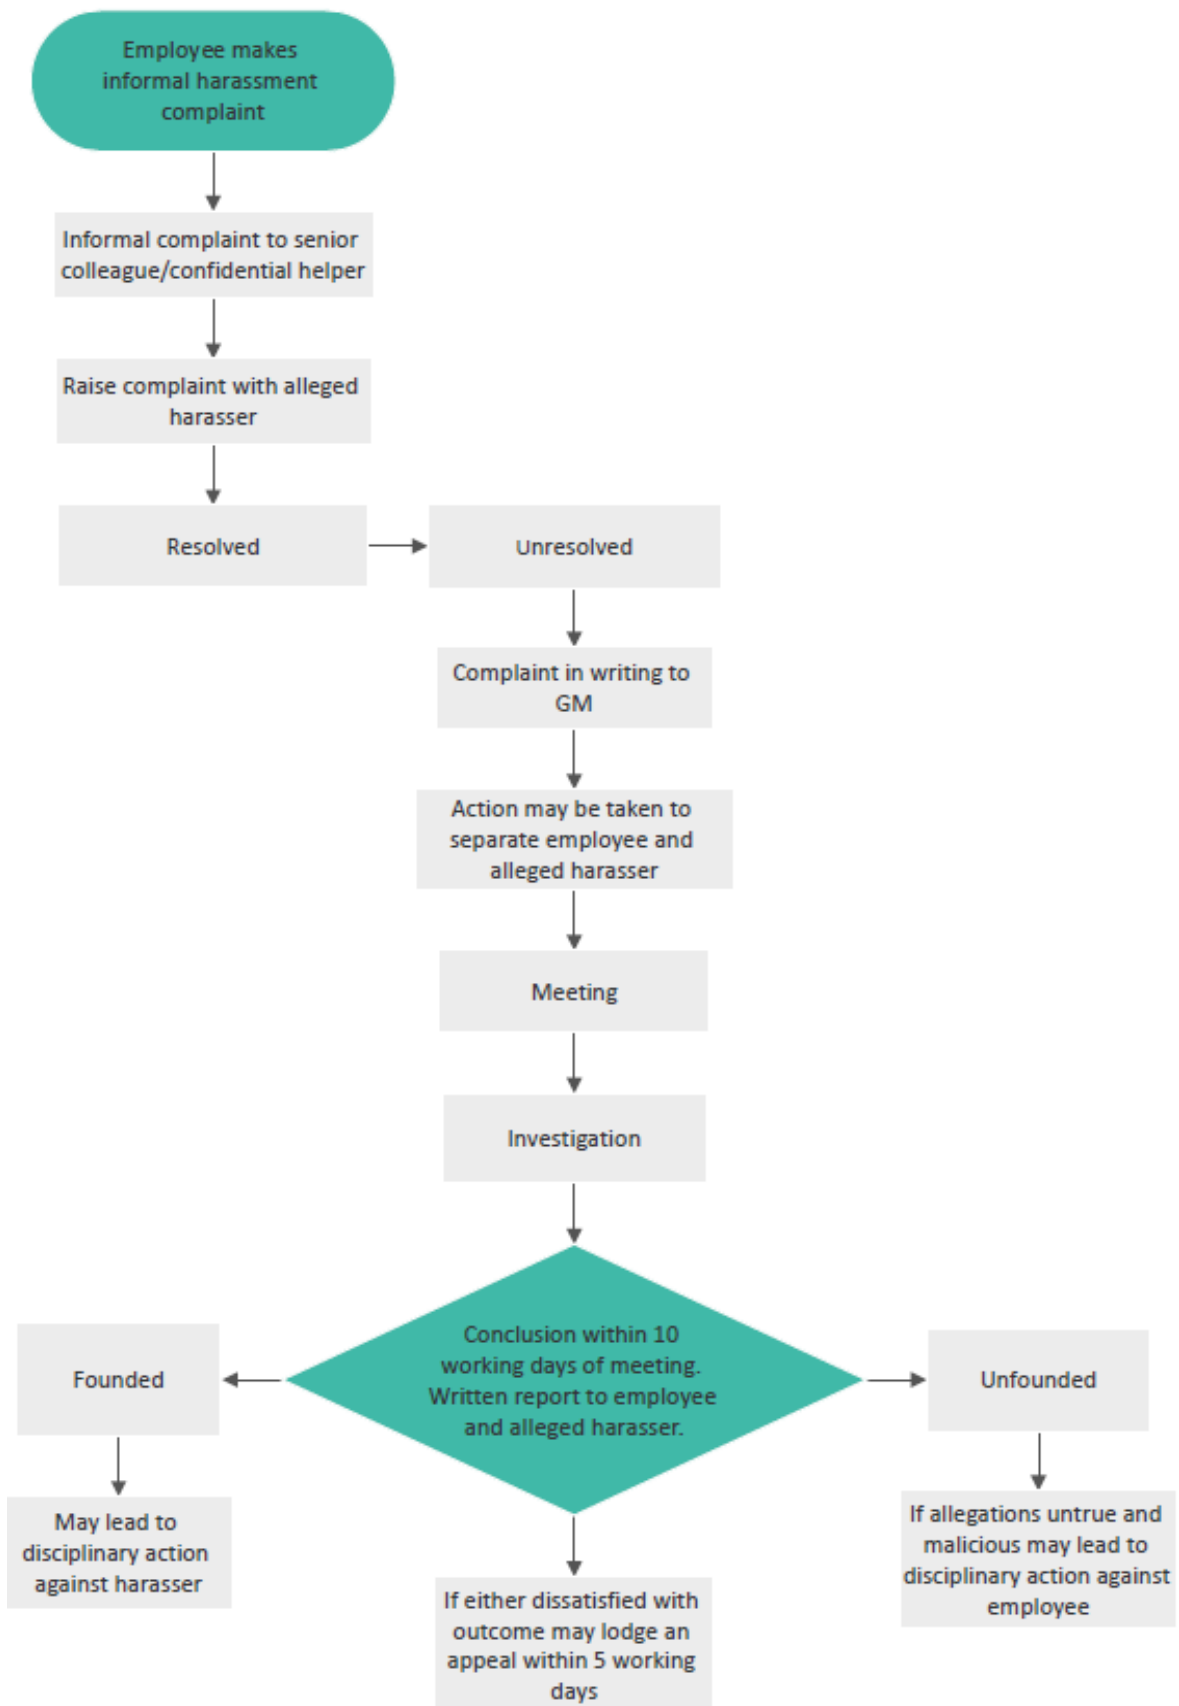 Employee makes
informal harassment
complaint
Informal complaint to senior
colleague/confidential helper
Raise complaint with alleged
harasser
Resolved
Unresolved
Complaint in writing to
GM
Action may be taken to
separate employee and
alleged harasser
Meeting
Investigation
Conclusion within 10
working days of meeting.
Written report to employee
and alleged harasser.
Founded
Unfounded
May lead to
disciplinary action
against harasser
If either dissatisfied with
outcome may lodge an
appeal within 5 working
days
If allegations untrue and
malicious may lead to
disciplinary action against
employee